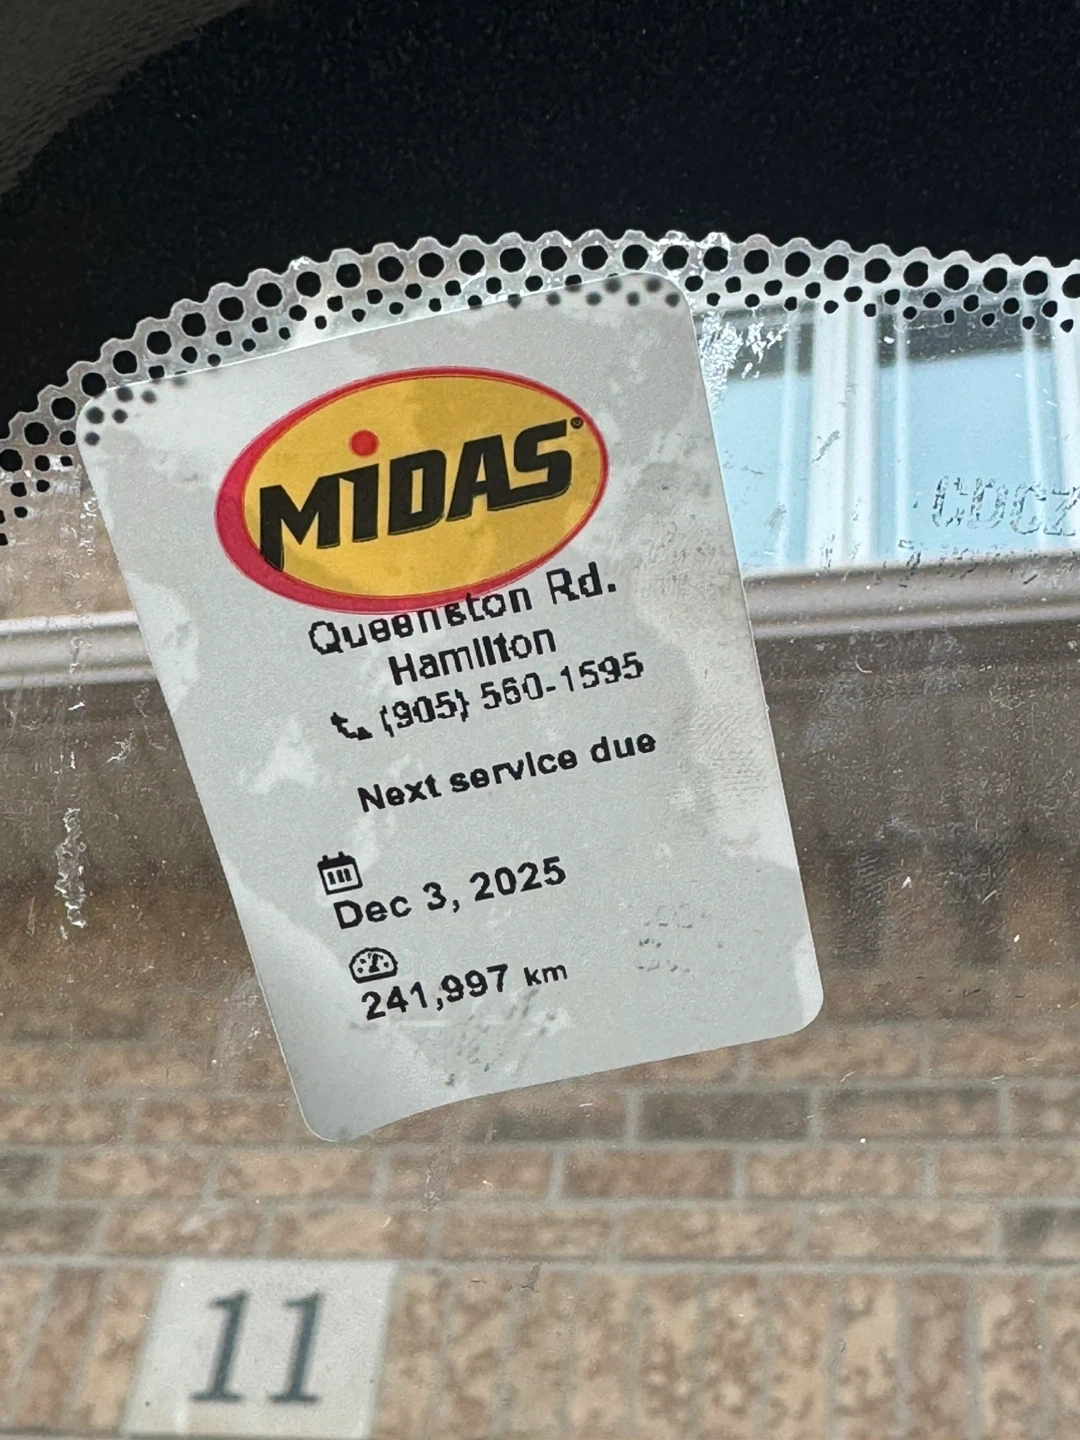 MiDAS®
Queenston Rd.
Hamilton
(905) 560-1595
Next service due
Dec 3, 2025
241,997 km
11